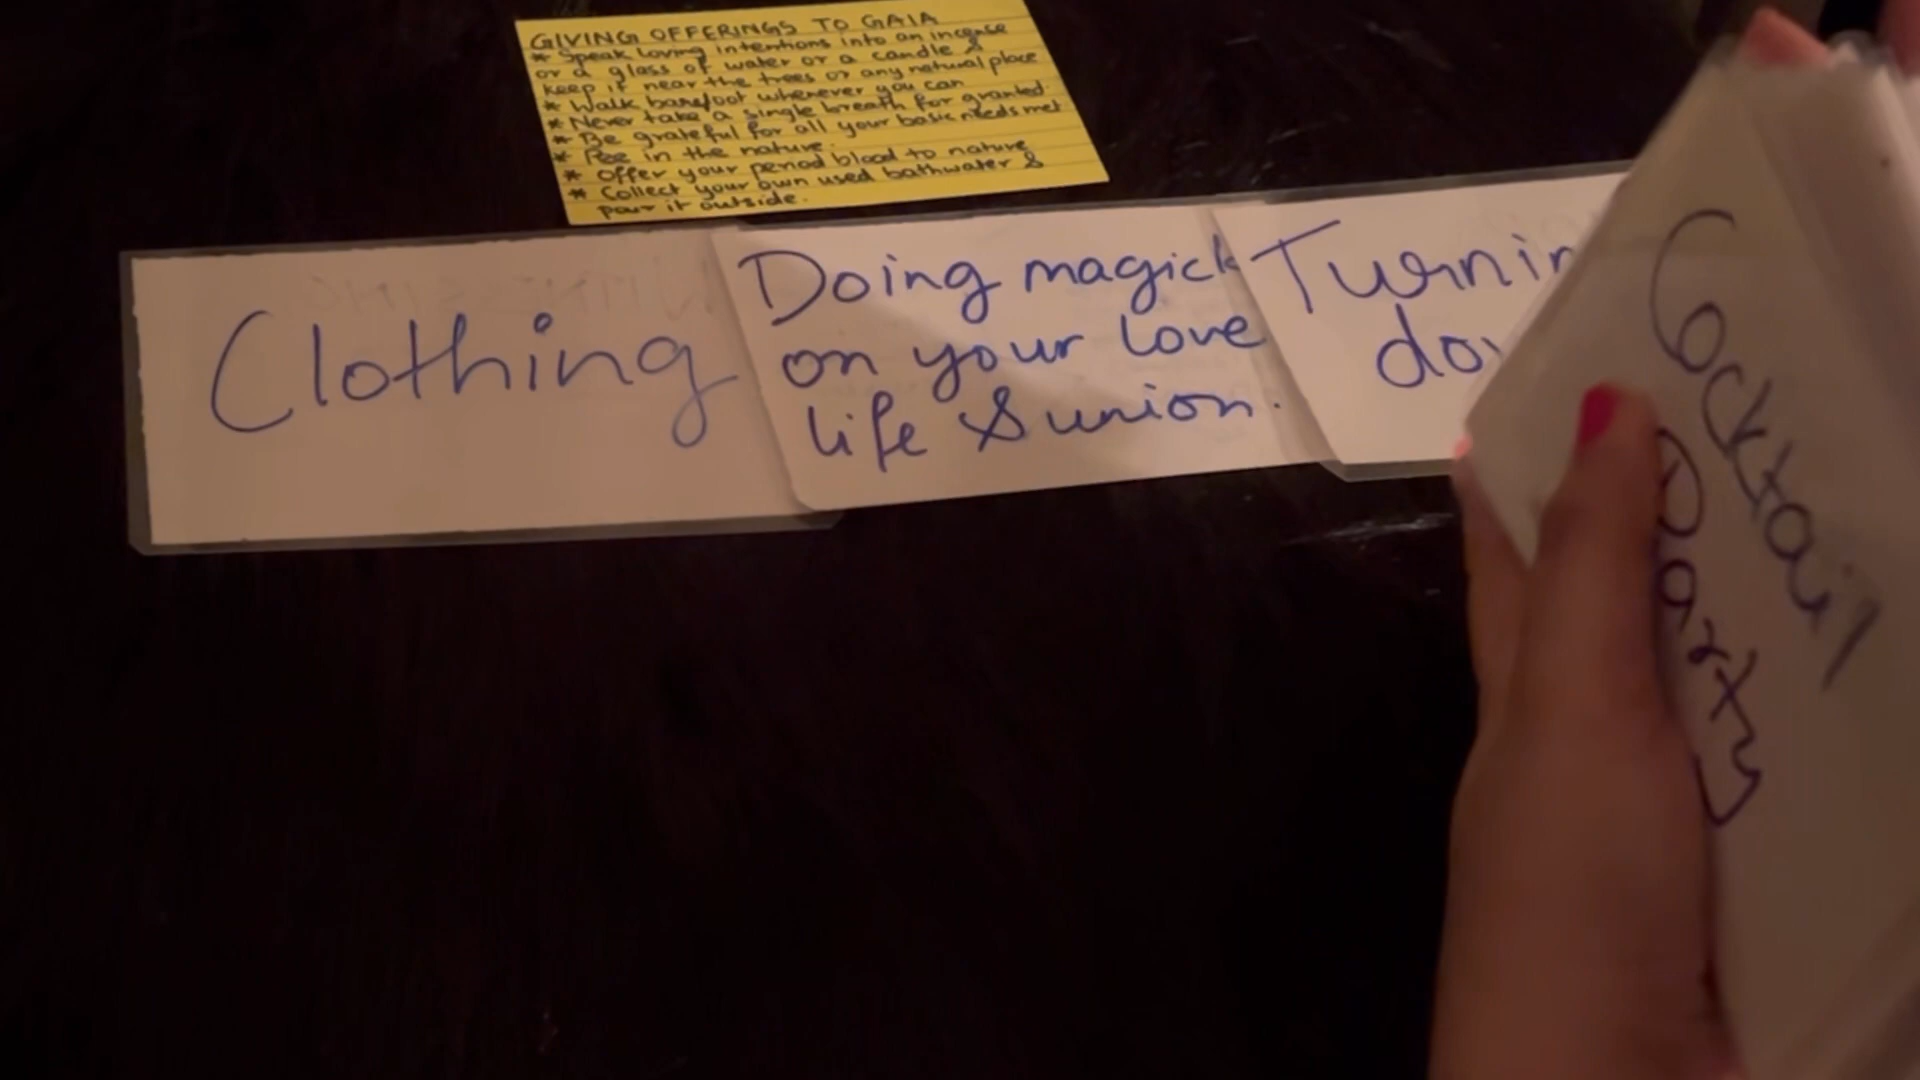 GIVING OFFERINGS TO GAIA
* Speak loving intentions into an incense
or a glass of water or a candle &
keep it near the trees or any natural place
* Walk barefoot wherever you can
* Never take a single breath for granted
* Be grateful for all your basic needs met
* Pee in the nature.
* Offer your period blood to nature
* Collect your own used bathwater &
pour it outside.
Clothing
Doing magick
on your love
life & union.
Turnin
do
Cocktail
Party